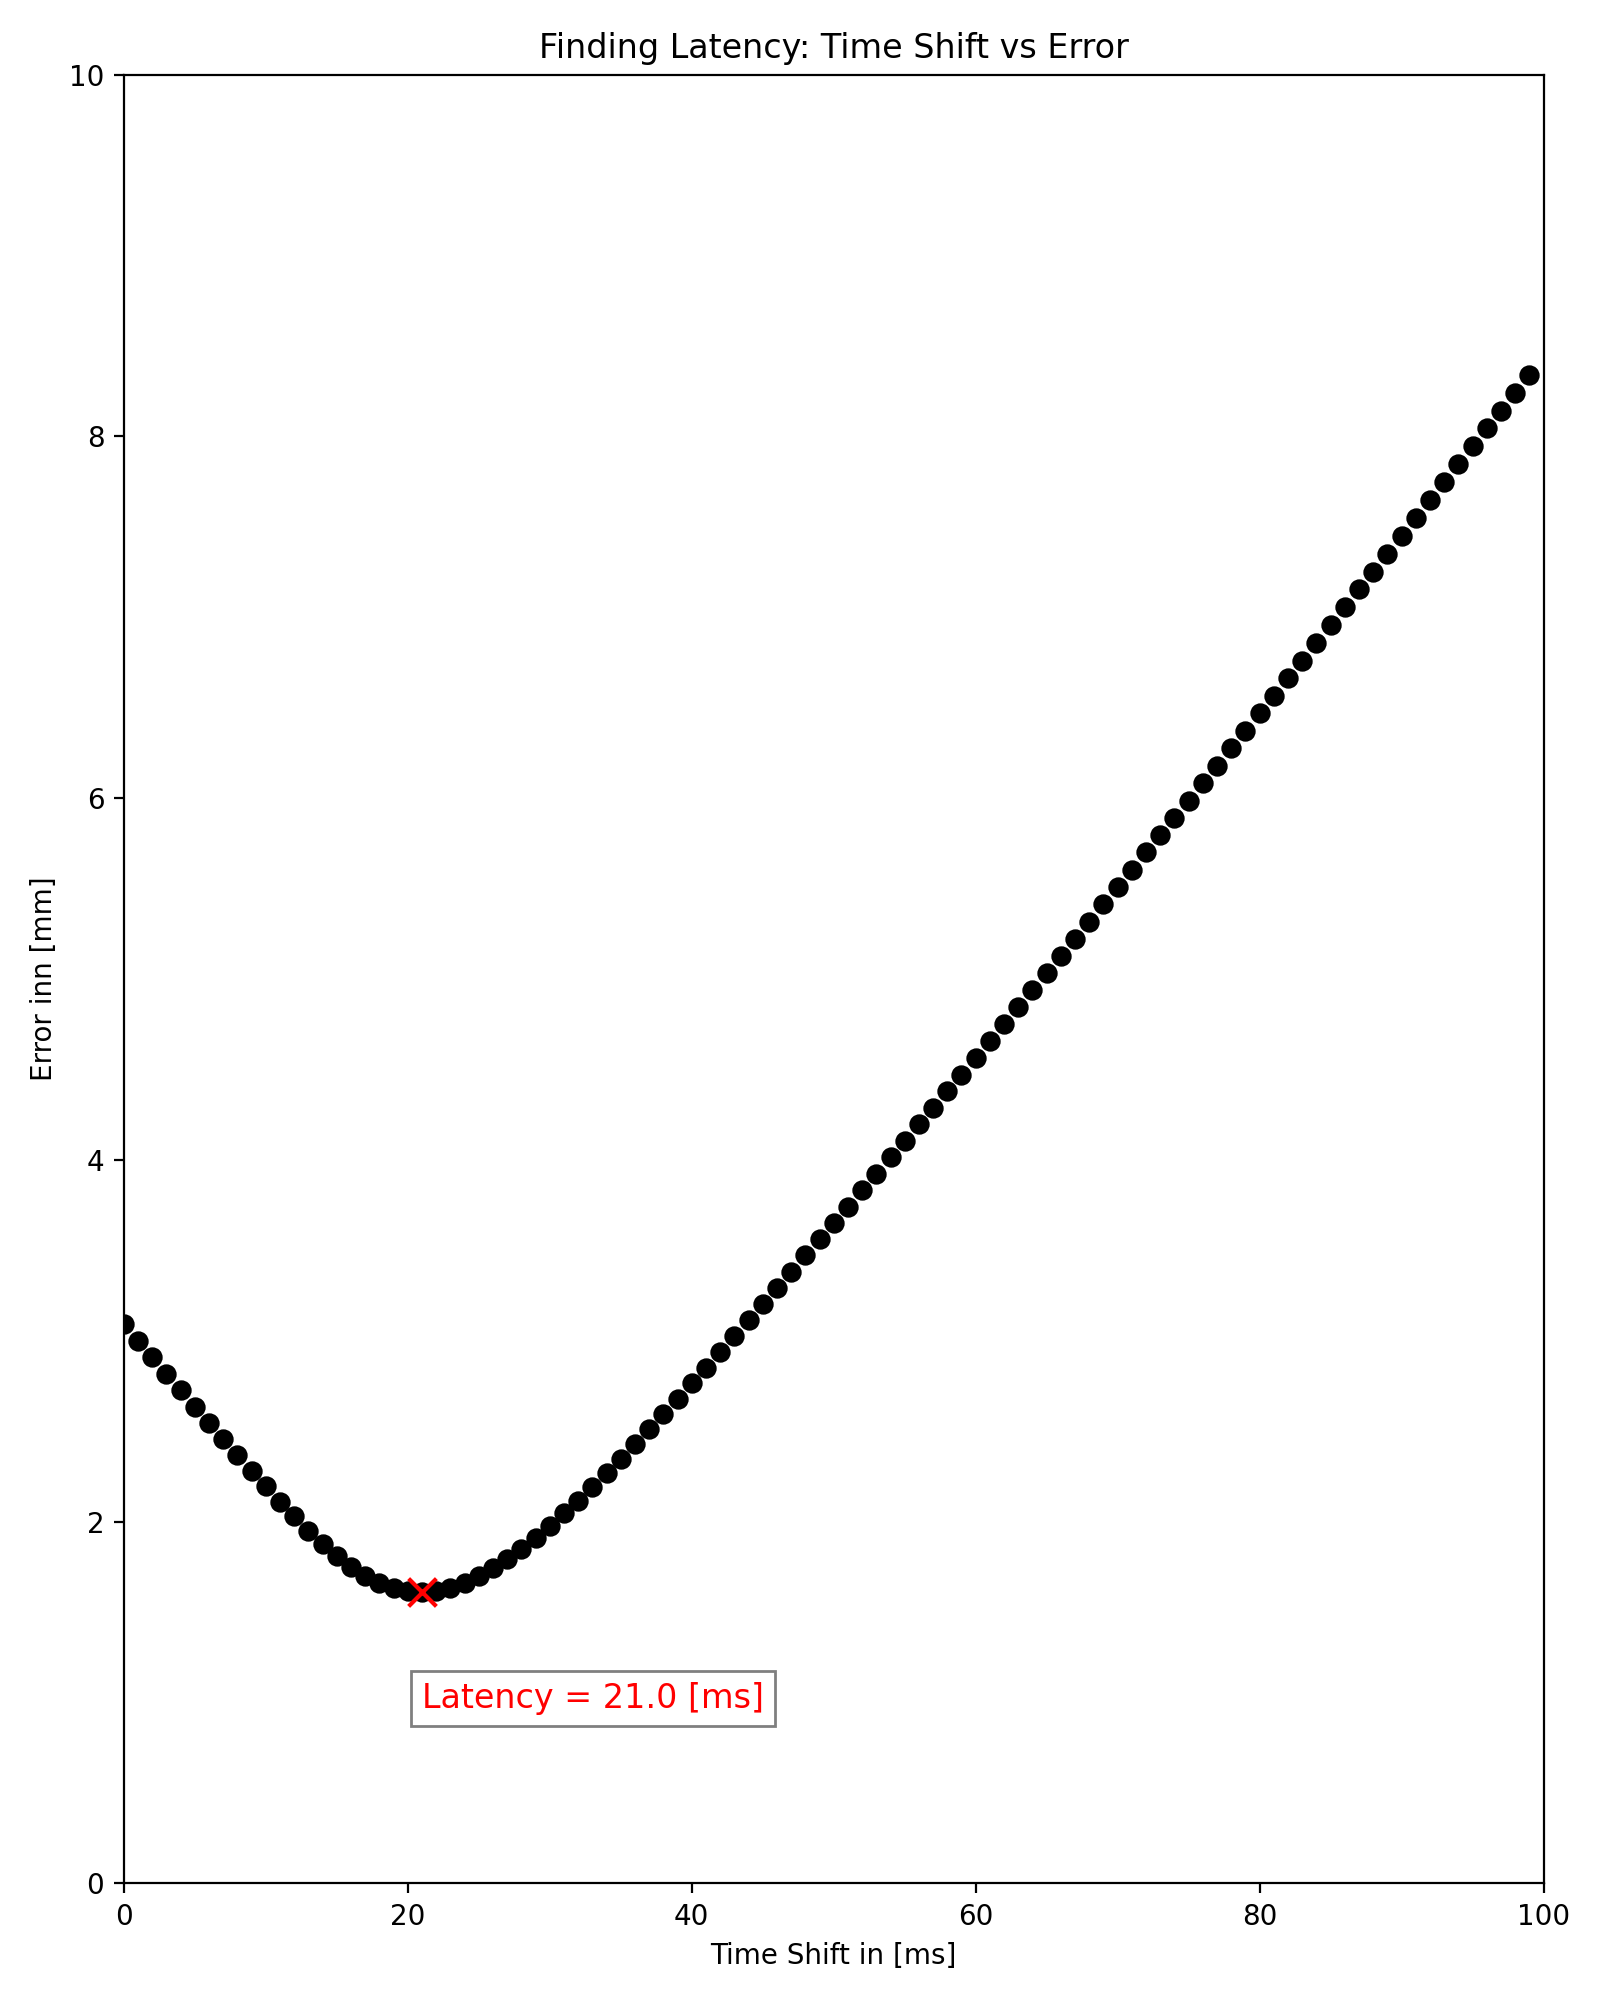 Finding Latency: Time Shift vs Error
10
8
6
4
2
0
Error inn [mm]
Latency = 21.0 [ms]
0 20 40 60 80 100
Time Shift in [ms]